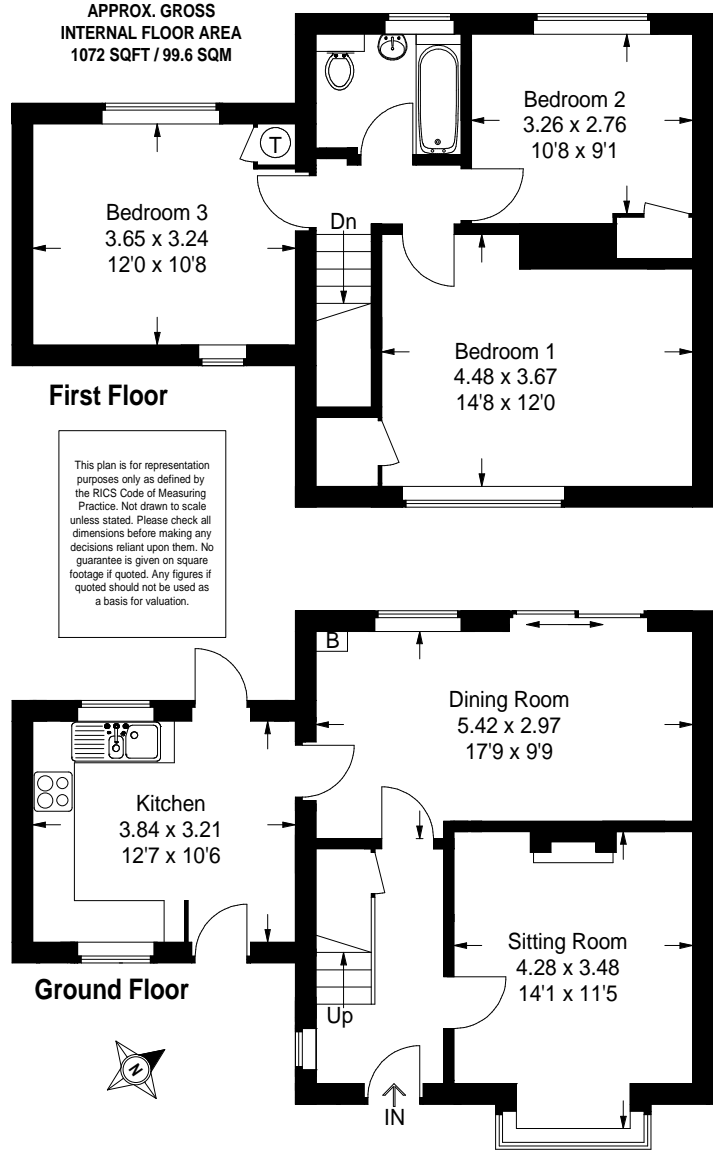 APPROX. GROSS
INTERNAL FLOOR AREA
1072 SQFT / 99.6 SQM
Bedroom 2
3.26 x 2.76
10'8 x 9'1
T
Bedroom 3
3.65 x 3.24
12'0 x 10'8
Dn
Bedroom 1
4.48 x 3.67
14'8 x 12'0
First Floor
This plan is for representation
purposes only as defined by
the RICS Code of Measuring
Practice. Not drawn to scale
unless stated. Please check all
dimensions before making any
decisions reliant upon them. No
guarantee is given on square
footage if quoted. Any figures if
quoted should not be used as
a basis for valuation.
B
Dining Room
5.42 x 2.97
17'9 x 9'9
Kitchen
3.84 x 3.21
12'7 x 10'6
Sitting Room
4.28 x 3.48
14'1 x 11'5
Ground Floor
Up
N
IN